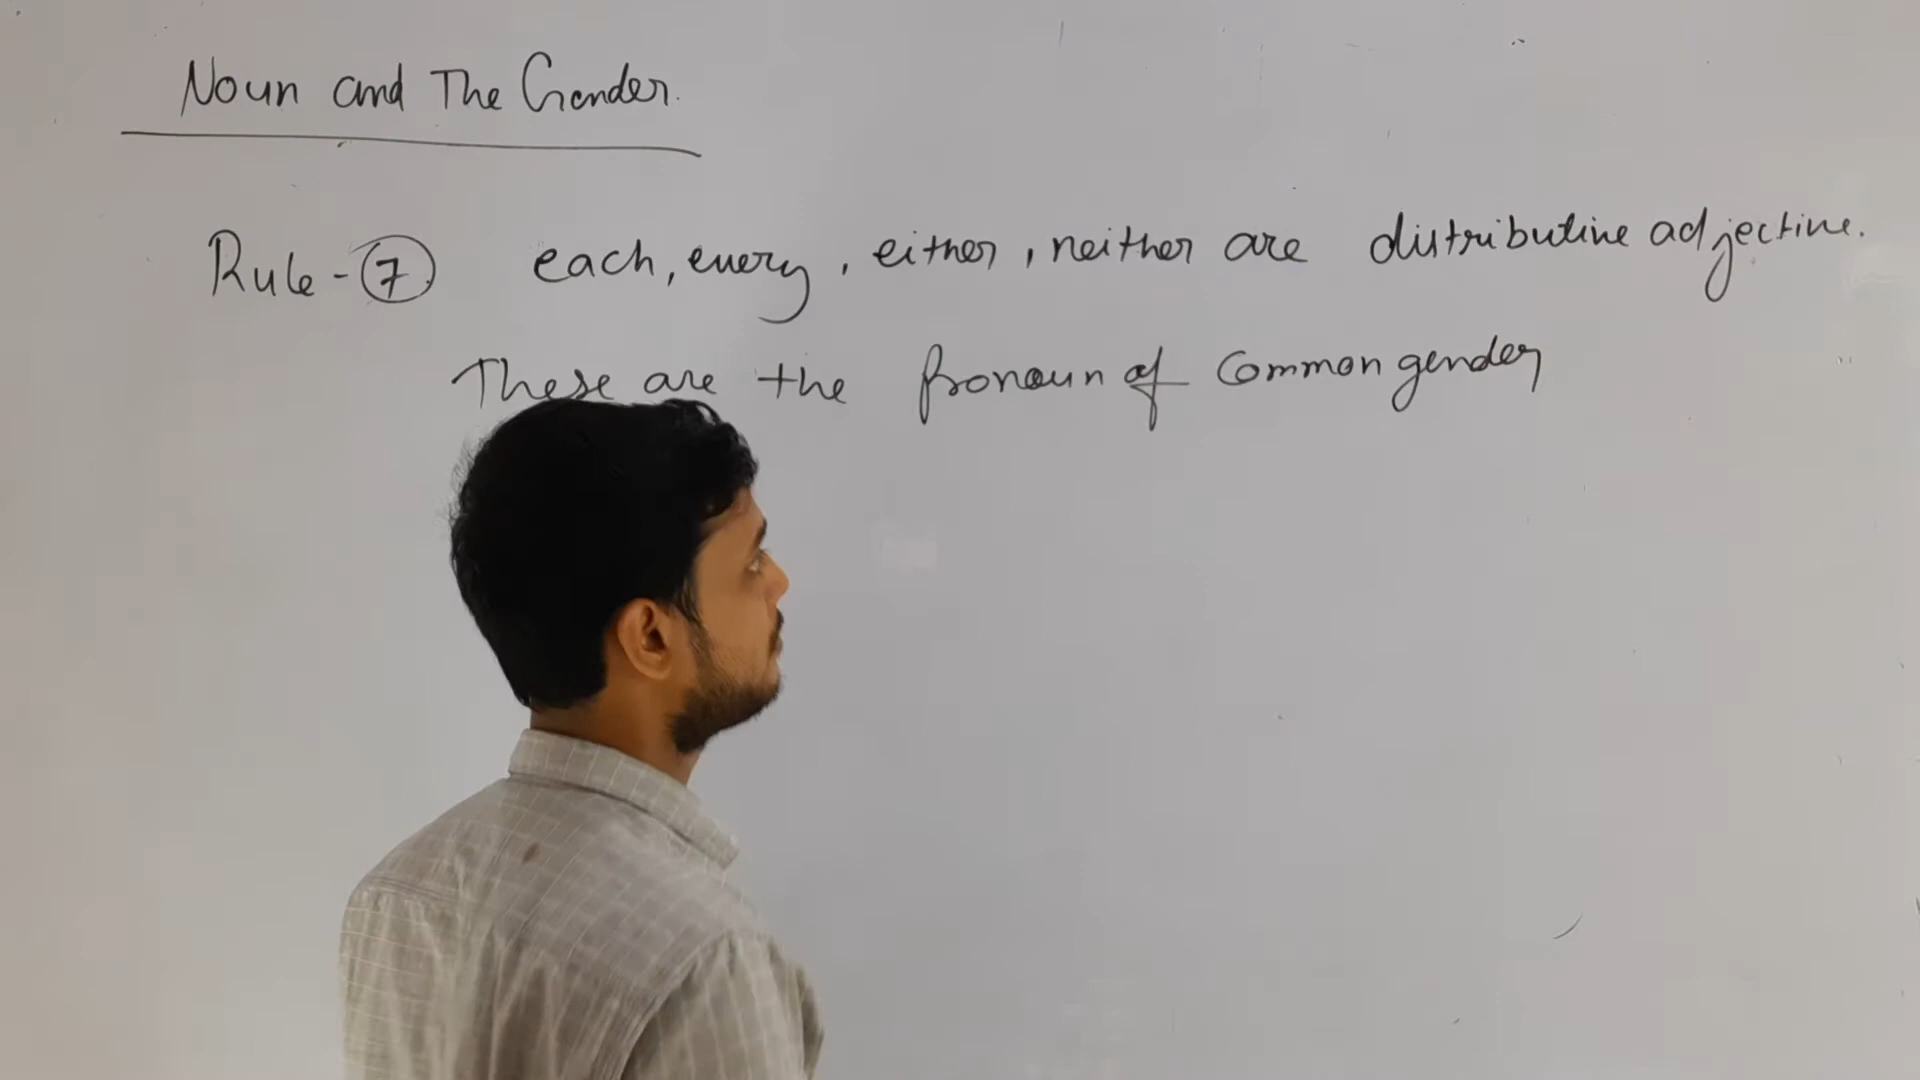 Noun and The Gender.
Rule-7 each, every, either, neither are distributive adjective.
These are the Pronoun of Common gender